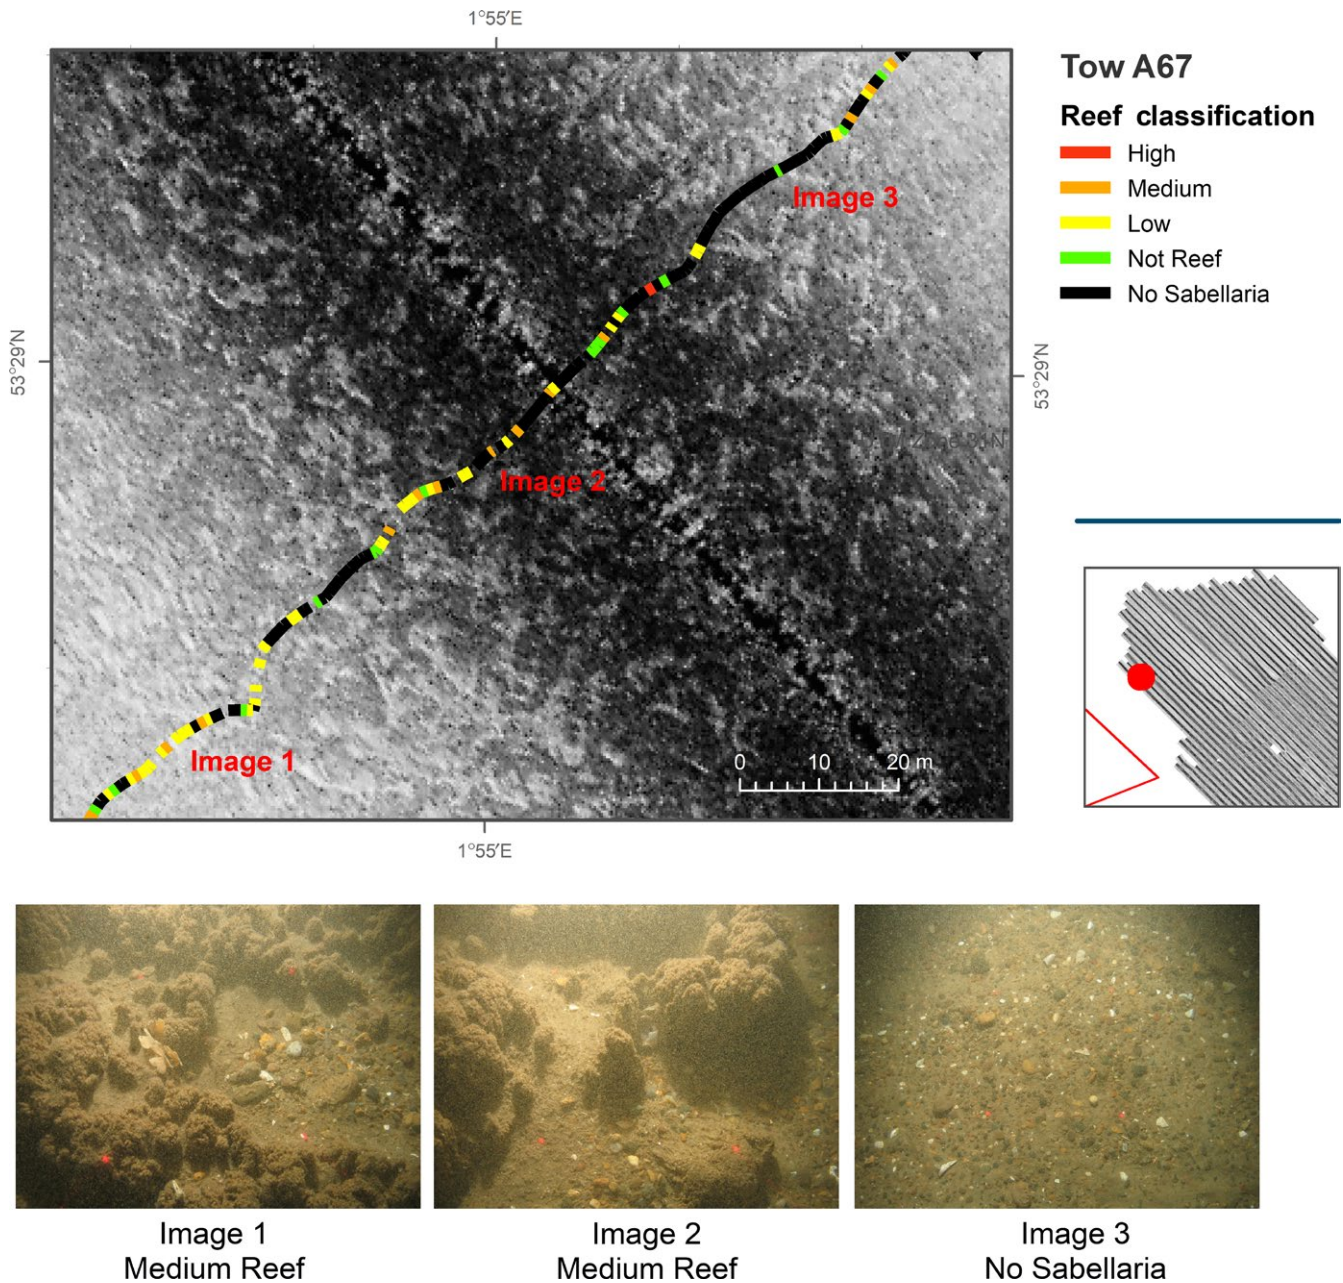 1°55′E
Tow A67
Reef classification
High
Medium
Low
Not Reef
No Sabellaria
Image 3
53°29′N
53°29′N
Image 2
Image 1
0 10 20 m
1°55′E
Image 1
Medium Reef
Image 2
Medium Reef
Image 3
No Sabellaria